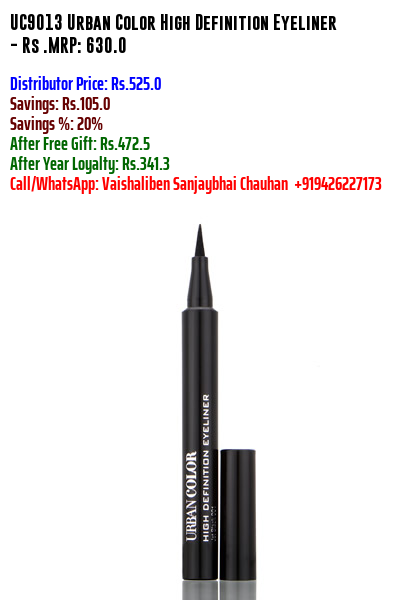 UC9013 Urban Color High Definition Eyeliner
- Rs .MRP: 630.0
Distributor Price: Rs.525.0
Savings: Rs.105.0
Savings %: 20%
After Free Gift: Rs.472.5
After Year Loyalty: Rs.341.3
Call/WhatsApp: Vaishaliben Sanjaybhai Chauhan +919426227173
URBAN COLOR
HIGH DEFINITION EYELINER